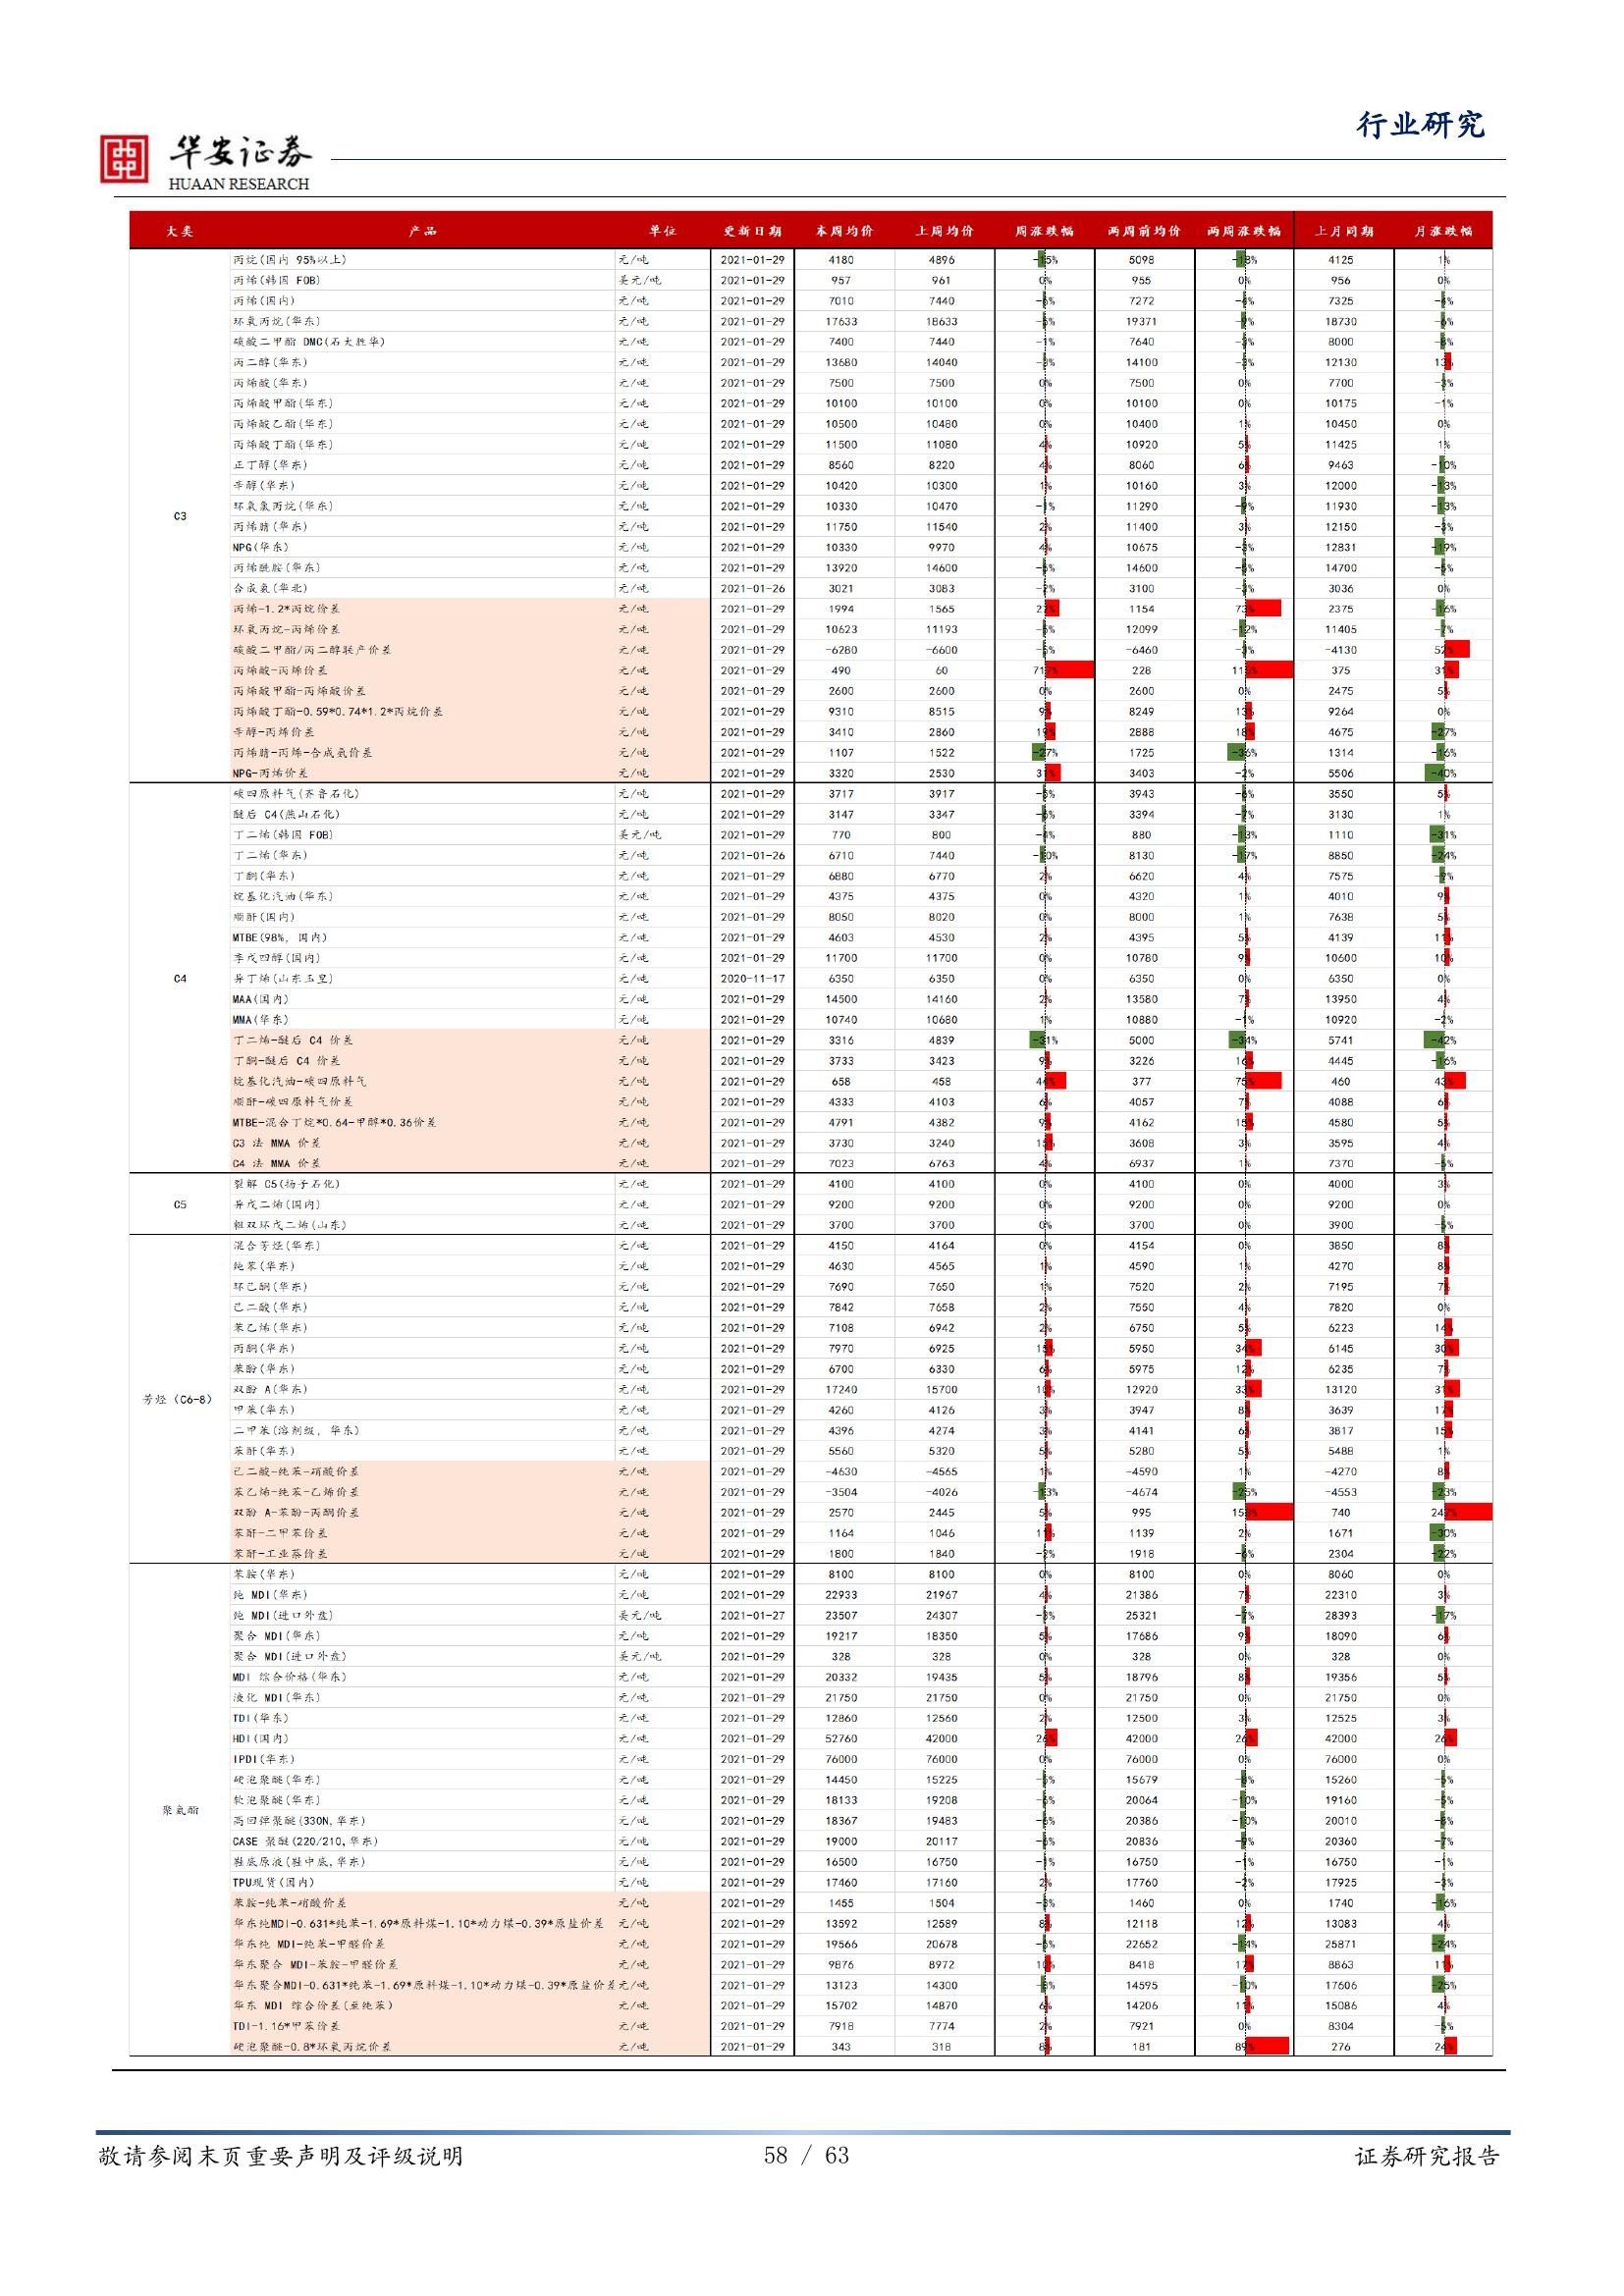 行业研究
华安证券
HUAAN RESEARCH
大类 产品 单位 更新日期 本周均价 上周均价 周涨跌幅 两周前均价 两周涨跌幅 上月同期 月涨跌幅
C3
丙烷(国内 95%以上) 元/吨 2021-01-29 4180 4896 -15% 5098 -18% 4125 1%
丙烯(韩国 FOB) 美元/吨 2021-01-29 957 961 0% 955 0% 956 0%
丙烯(国内) 元/吨 2021-01-29 7010 7440 -6% 7272 -4% 7325 -4%
环氧丙烷(华东) 元/吨 2021-01-29 17633 18633 -5% 19371 -9% 18730 -6%
碳酸二甲酯 DMC(石大胜华) 元/吨 2021-01-29 7400 7440 -1% 7640 -3% 8000 -8%
丙二醇(华东) 元/吨 2021-01-29 13680 14040 -3% 14100 -3% 12130 13%
丙烯酸(华东) 元/吨 2021-01-29 7500 7500 0% 7500 0% 7700 -3%
丙烯酸甲酯(华东) 元/吨 2021-01-29 10100 10100 0% 10100 0% 10175 -1%
丙烯酸乙酯(华东) 元/吨 2021-01-29 10500 10480 0% 10400 1% 10450 0%
丙烯酸丁酯(华东) 元/吨 2021-01-29 11500 11080 4% 10920 5% 11425 1%
正丁醇(华东) 元/吨 2021-01-29 8560 8220 4% 8060 6% 9463 -10%
辛醇(华东) 元/吨 2021-01-29 10420 10300 1% 10160 3% 12000 -13%
环氧氯丙烷(华东) 元/吨 2021-01-29 10330 10470 -1% 11290 -9% 11930 -13%
丙烯腈(华东) 元/吨 2021-01-29 11750 11540 2% 11400 3% 12150 -3%
NPG(华东) 元/吨 2021-01-29 10330 9970 4% 10675 -3% 12831 -19%
丙烯酰胺(华东) 元/吨 2021-01-29 13920 14600 -5% 14600 -5% 14700 -5%
合成氨(华北) 元/吨 2021-01-26 3021 3083 -2% 3100 -3% 3036 0%
丙烯-1.2*丙烷价差 元/吨 2021-01-29 1994 1565 27% 1154 73% 2375 -16%
环氧丙烷-丙烯价差 元/吨 2021-01-29 10623 11193 -5% 12099 -12% 11405 -7%
碳酸二甲酯/丙二醇联产价差 元/吨 2021-01-29 -6280 -6600 -5% -6460 -3% -4130 52%
丙烯酸-丙烯价差 元/吨 2021-01-29 490 60 717% 228 115% 375 31%
丙烯酸甲酯-丙烯酸价差 元/吨 2021-01-29 2600 2600 0% 2600 0% 2475 5%
丙烯酸丁酯-0.59*0.74*1.2*丙烷价差 元/吨 2021-01-29 9310 8515 9% 8249 13% 9264 0%
辛醇-丙烯价差 元/吨 2021-01-29 3410 2860 19% 2888 18% 4675 -27%
丙烯腈-丙烯-合成氨价差 元/吨 2021-01-29 1107 1522 -27% 1725 -36% 1314 -16%
NPG-丙烯价差 元/吨 2021-01-29 3320 2530 31% 3403 -2% 5506 -40%
C4
碳四原料气(齐鲁石化) 元/吨 2021-01-29 3717 3917 -5% 3943 -6% 3550 5%
醚后 C4(燕山石化) 元/吨 2021-01-29 3147 3347 -6% 3394 -7% 3130 1%
丁二烯(韩国 FOB) 美元/吨 2021-01-29 770 800 -4% 880 -13% 1110 -31%
丁二烯(华东) 元/吨 2021-01-26 6710 7440 -10% 8130 -17% 8850 -24%
丁酮(华东) 元/吨 2021-01-29 6880 6770 2% 6620 4% 7575 -9%
烷基化汽油(华东) 元/吨 2021-01-29 4375 4375 0% 4320 1% 4010 9%
顺酐(国内) 元/吨 2021-01-29 8050 8020 0% 8000 1% 7638 5%
MTBE(98%, 国内) 元/吨 2021-01-29 4603 4530 2% 4395 5% 4139 11%
季戊四醇(国内) 元/吨 2021-01-29 11700 11700 0% 10780 9% 10600 10%
异丁烯(山东玉皇) 元/吨 2020-11-17 6350 6350 0% 6350 0% 6350 0%
MAA(国内) 元/吨 2021-01-29 14500 14160 2% 13580 7% 13950 4%
MMA(华东) 元/吨 2021-01-29 10740 10680 1% 10880 -1% 10920 -2%
丁二烯-醚后 C4 价差 元/吨 2021-01-29 3316 4839 -31% 5000 -34% 5741 -42%
丁酮-醚后 C4 价差 元/吨 2021-01-29 3733 3423 9% 3226 16% 4445 -16%
烷基化汽油-碳四原料气 元/吨 2021-01-29 658 458 44% 377 75% 460 43%
顺酐-碳四原料气价差 元/吨 2021-01-29 4333 4103 6% 4057 7% 4088 6%
MTBE-混合丁烷*0.64-甲醇*0.36价差 元/吨 2021-01-29 4791 4382 9% 4162 15% 4580 5%
C3 法 MMA 价差 元/吨 2021-01-29 3730 3240 15% 3608 3% 3595 4%
C4 法 MMA 价差 元/吨 2021-01-29 7023 6763 4% 6937 1% 7370 -5%
C5
裂解 C5(扬子石化) 元/吨 2021-01-29 4100 4100 0% 4100 0% 4000 3%
异戊二烯(国内) 元/吨 2021-01-29 9200 9200 0% 9200 0% 9200 0%
粗双环戊二烯(山东) 元/吨 2021-01-29 3700 3700 0% 3700 0% 3900 -5%
芳烃（C6-8）
混合芳烃(华东) 元/吨 2021-01-29 4150 4164 0% 4154 0% 3850 8%
纯苯(华东) 元/吨 2021-01-29 4630 4565 1% 4590 1% 4270 8%
环己酮(华东) 元/吨 2021-01-29 7690 7650 1% 7520 2% 7195 7%
己二酸(华东) 元/吨 2021-01-29 7842 7658 2% 7550 4% 7820 0%
苯乙烯(华东) 元/吨 2021-01-29 7108 6942 2% 6750 5% 6223 14%
丙酮(华东) 元/吨 2021-01-29 7970 6925 15% 5950 34% 6145 30%
苯酚(华东) 元/吨 2021-01-29 6700 6330 6% 5975 12% 6235 7%
双酚 A(华东) 元/吨 2021-01-29 17240 15700 10% 12920 33% 13120 31%
甲苯(华东) 元/吨 2021-01-29 4260 4126 3% 3947 8% 3639 17%
二甲苯(溶剂级, 华东) 元/吨 2021-01-29 4396 4274 3% 4141 6% 3817 15%
苯酐(华东) 元/吨 2021-01-29 5560 5320 5% 5280 5% 5488 1%
己二酸-纯苯-硝酸价差 元/吨 2021-01-29 -4630 -4565 1% -4590 1% -4270 8%
苯乙烯-纯苯-乙烯价差 元/吨 2021-01-29 -3504 -4026 -13% -4674 -25% -4553 -23%
双酚 A-苯酚-丙酮价差 元/吨 2021-01-29 2570 2445 5% 995 158% 740 247%
苯酐-二甲苯价差 元/吨 2021-01-29 1164 1046 11% 1139 2% 1671 -30%
苯酐-工业萘价差 元/吨 2021-01-29 1800 1840 -2% 1918 -6% 2304 -22%
聚氨酯
苯胺(华东) 元/吨 2021-01-29 8100 8100 0% 8100 0% 8060 0%
纯 MDI(华东) 元/吨 2021-01-29 22933 21967 4% 21386 7% 22310 3%
纯 MDI(进口外盘) 美元/吨 2021-01-27 23507 24307 -3% 25321 -7% 28393 -17%
聚合 MDI(华东) 元/吨 2021-01-29 19217 18350 5% 17686 9% 18090 6%
聚合 MDI(进口外盘) 美元/吨 2021-01-29 328 328 0% 328 0% 328 0%
MDI 综合价格(华东) 元/吨 2021-01-29 20332 19435 5% 18796 8% 19356 5%
液化 MDI(华东) 元/吨 2021-01-29 21750 21750 0% 21750 0% 21750 0%
TDI(华东) 元/吨 2021-01-29 12860 12560 2% 12500 3% 12525 3%
HDI(国内) 元/吨 2021-01-29 52760 42000 26% 42000 26% 42000 26%
IPDI(华东) 元/吨 2021-01-29 76000 76000 0% 76000 0% 76000 0%
硬泡聚醚(华东) 元/吨 2021-01-29 14450 15225 -5% 15679 -8% 15260 -5%
软泡聚醚(华东) 元/吨 2021-01-29 18133 19208 -6% 20064 -10% 19160 -5%
高回弹聚醚(330N,华东) 元/吨 2021-01-29 18367 19483 -6% 20386 -10% 20010 -8%
CASE 聚醚(220/210,华东) 元/吨 2021-01-29 19000 20117 -6% 20836 -9% 20360 -7%
鞋底原液(鞋中底,华东) 元/吨 2021-01-29 16500 16750 -1% 16750 -1% 16750 -1%
TPU现货(国内) 元/吨 2021-01-29 17460 17160 2% 17760 -2% 17925 -3%
苯胺-纯苯-硝酸价差 元/吨 2021-01-29 1455 1504 -3% 1460 0% 1740 -16%
华东纯MDI-0.631*纯苯-1.69*原料煤-1.10*动力煤-0.39*原盐价差 元/吨 2021-01-29 13592 12589 8% 12118 12% 13083 4%
华东纯 MDI-纯苯-甲醛价差 元/吨 2021-01-29 19566 20678 -5% 22652 -14% 25871 -24%
华东聚合 MDI-苯胺-甲醛价差 元/吨 2021-01-29 9876 8972 10% 8418 17% 8863 11%
华东聚合MDI-0.631*纯苯-1.69*原料煤-1.10*动力煤-0.39*原盐价差 元/吨 2021-01-29 13123 14300 -8% 14595 -10% 17606 -25%
华东 MDI 综合价差(至纯苯) 元/吨 2021-01-29 15702 14870 6% 14206 11% 15086 4%
TDI-1.16*甲苯价差 元/吨 2021-01-29 7918 7774 2% 7921 0% 8304 -5%
硬泡聚醚-0.8*环氧丙烷价差 元/吨 2021-01-29 343 318 8% 181 89% 276 24%
敬请参阅末页重要声明及评级说明 58 / 63 证券研究报告